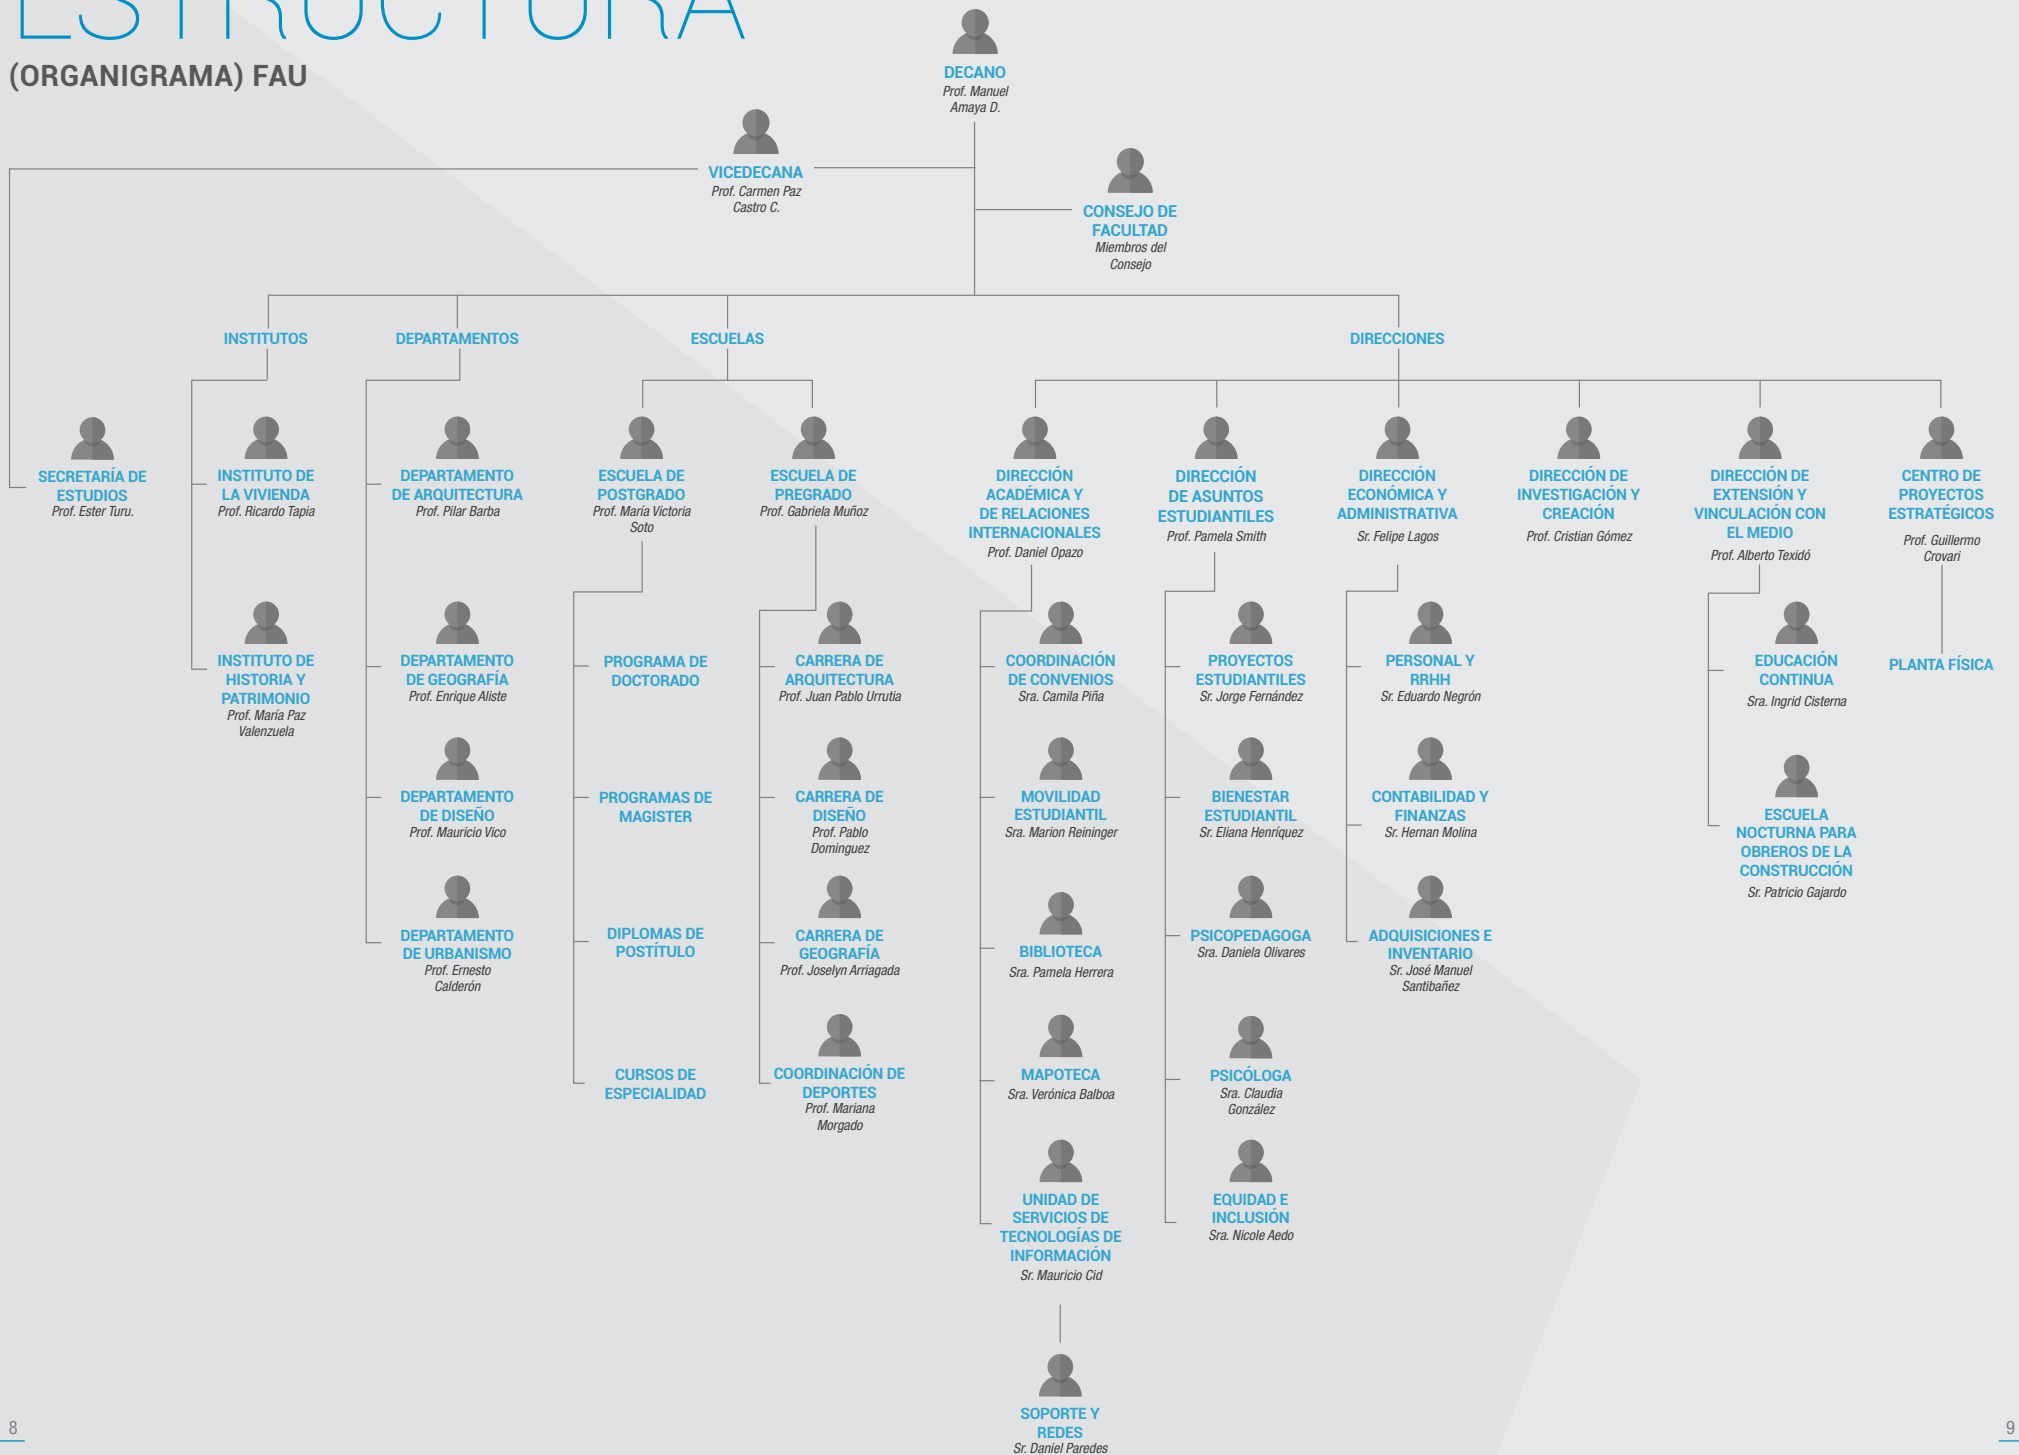 ESTRUCTURA
(ORGANIGRAMA) FAU
DECANO
Prof. Manuel
Amaya D.
VICEDECANA
Prof. Carmen Paz
Castro C.
CONSEJO DE
FACULTAD
Miembros del
Consejo
INSTITUTOS
DEPARTAMENTOS
ESCUELAS
DIRECCIONES
SECRETARÍA DE
ESTUDIOS
Prof. Ester Turu.
INSTITUTO DE
LA VIVIENDA
Prof. Ricardo Tapia
INSTITUTO DE
HISTORIA Y
PATRIMONIO
Prof. María Paz
Valenzuela
DEPARTAMENTO
DE ARQUITECTURA
Prof. Pilar Barba
DEPARTAMENTO
DE GEOGRAFÍA
Prof. Enrique Aliste
DEPARTAMENTO
DE DISEÑO
Prof. Mauricio Vico
DEPARTAMENTO
DE URBANISMO
Prof. Ernesto
Calderón
ESCUELA DE
POSTGRADO
Prof. María Victoria
Soto
PROGRAMA DE
DOCTORADO
PROGRAMAS DE
MAGISTER
DIPLOMAS DE
POSTÍTULO
CURSOS DE
ESPECIALIDAD
ESCUELA DE
PREGRADO
Prof. Gabriela Muñoz
CARRERA DE
ARQUITECTURA
Prof. Juan Pablo Urrutia
CARRERA DE
DISEÑO
Prof. Pablo
Dominguez
CARRERA DE
GEOGRAFÍA
Prof. Joselyn Arriagada
COORDINACIÓN DE
DEPORTES
Prof. Mariana
Morgado
DIRECCIÓN
ACADÉMICA Y
DE RELACIONES
INTERNACIONALES
Prof. Daniel Opazo
COORDINACIÓN
DE CONVENIOS
Sra. Camila Piña
MOVILIDAD
ESTUDIANTIL
Sra. Marion Reininger
BIBLIOTECA
Sra. Pamela Herrera
MAPOTECA
Sra. Verónica Balboa
UNIDAD DE
SERVICIOS DE
TECNOLOGÍAS DE
INFORMACIÓN
Sr. Mauricio Cid
SOPORTE Y
REDES
Sr. Daniel Paredes
DIRECCIÓN
DE ASUNTOS
ESTUDIANTILES
Prof. Pamela Smith
PROYECTOS
ESTUDIANTILES
Sr. Jorge Fernández
BIENESTAR
ESTUDIANTIL
Sr. Eliana Henríquez
PSICOPEDAGOGA
Sra. Daniela Olivares
PSICÓLOGA
Sra. Claudia
González
EQUIDAD E
INCLUSIÓN
Sra. Nicole Aedo
DIRECCIÓN
ECONÓMICA Y
ADMINISTRATIVA
Sr. Felipe Lagos
PERSONAL Y
RRHH
Sr. Eduardo Negrón
CONTABILIDAD Y
FINANZAS
Sr. Hernan Molina
ADQUISICIONES E
INVENTARIO
Sr. José Manuel
Santibañez
DIRECCIÓN DE
INVESTIGACIÓN Y
CREACIÓN
Prof. Cristian Gómez
DIRECCIÓN DE
EXTENSIÓN Y
VINCULACIÓN CON
EL MEDIO
Prof. Alberto Texidó
EDUCACIÓN
CONTINUA
Sra. Ingrid Cisterna
ESCUELA
NOCTURNA PARA
OBREROS DE LA
CONSTRUCCIÓN
Sr. Patricio Gajardo
CENTRO DE
PROYECTOS
ESTRATÉGICOS
Prof. Guillermo
Crovari
PLANTA FÍSICA
8
9